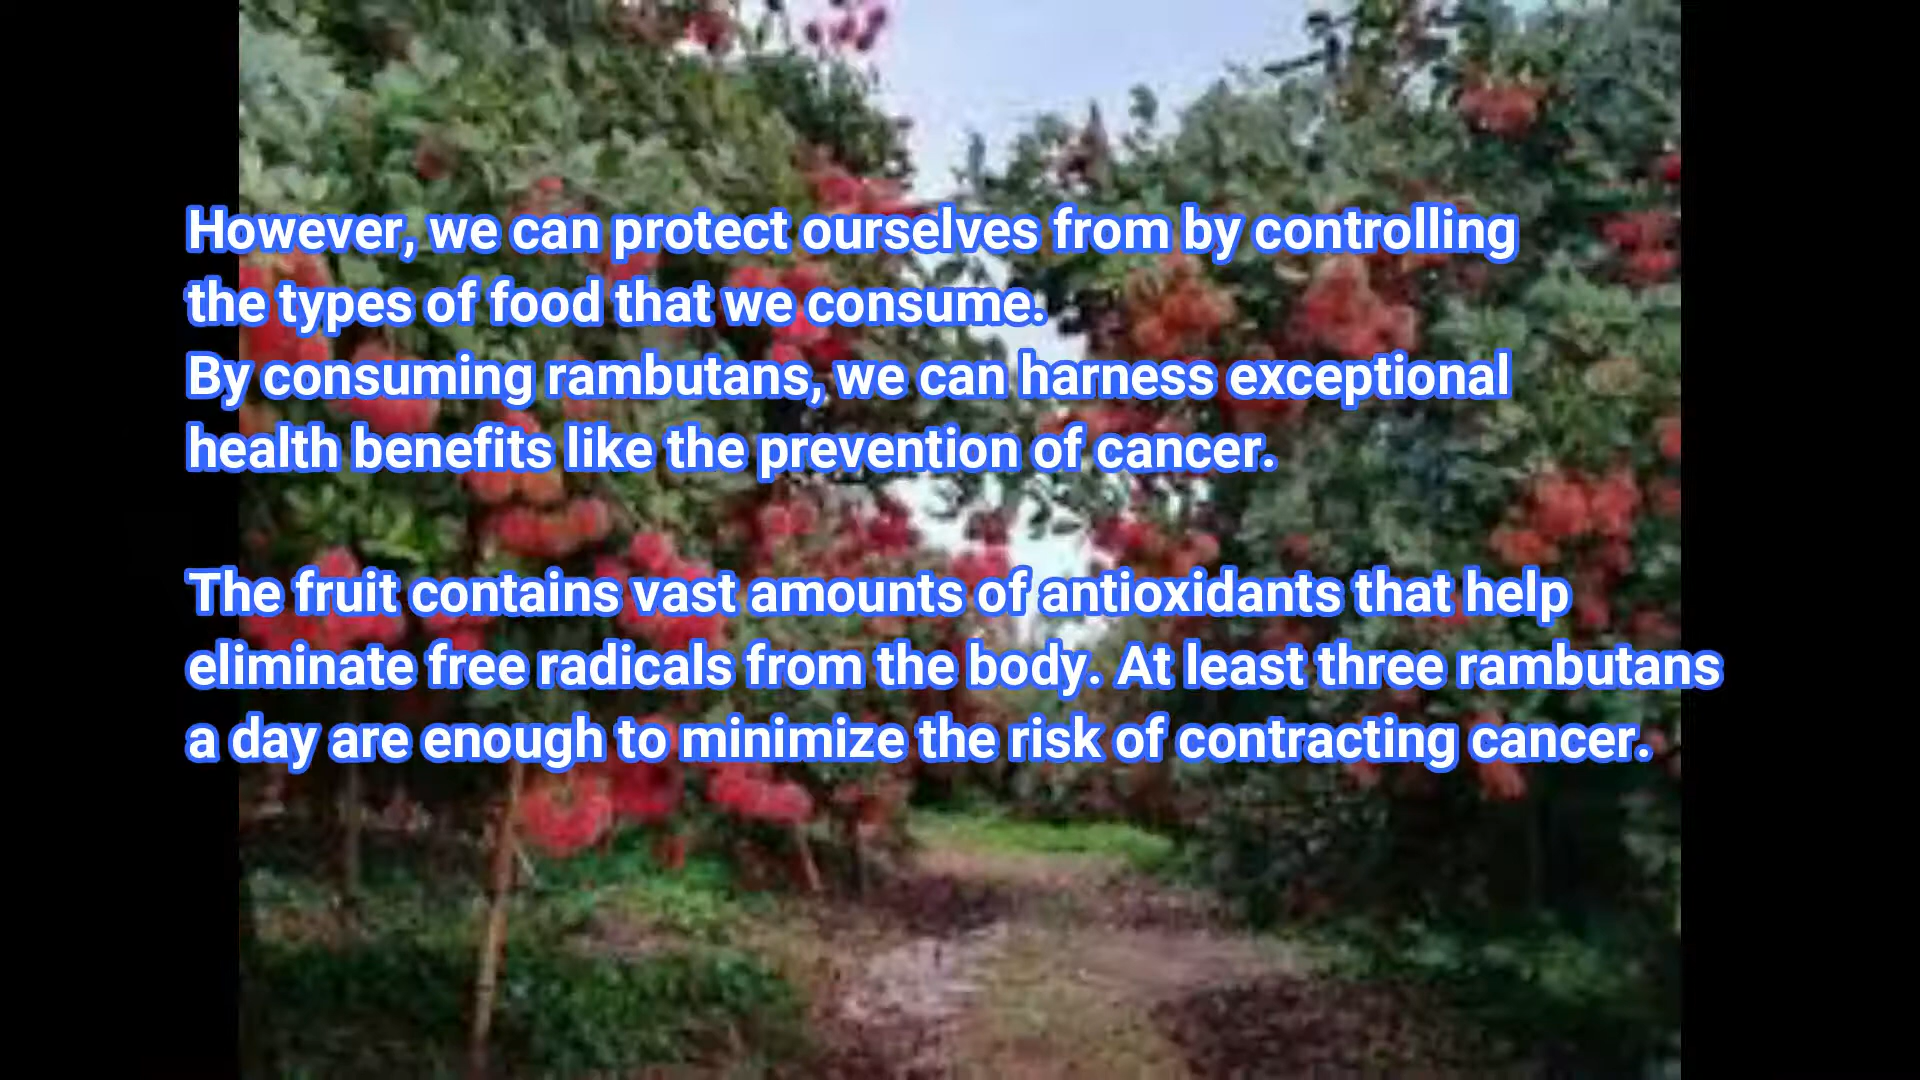 However, we can protect ourselves from by controlling
the types of food that we consume.
By consuming rambutans, we can harness exceptional
health benefits like the prevention of cancer.
The fruit contains vast amounts of antioxidants that help
eliminate free radicals from the body. At least three rambutans
a day are enough to minimize the risk of contracting cancer.